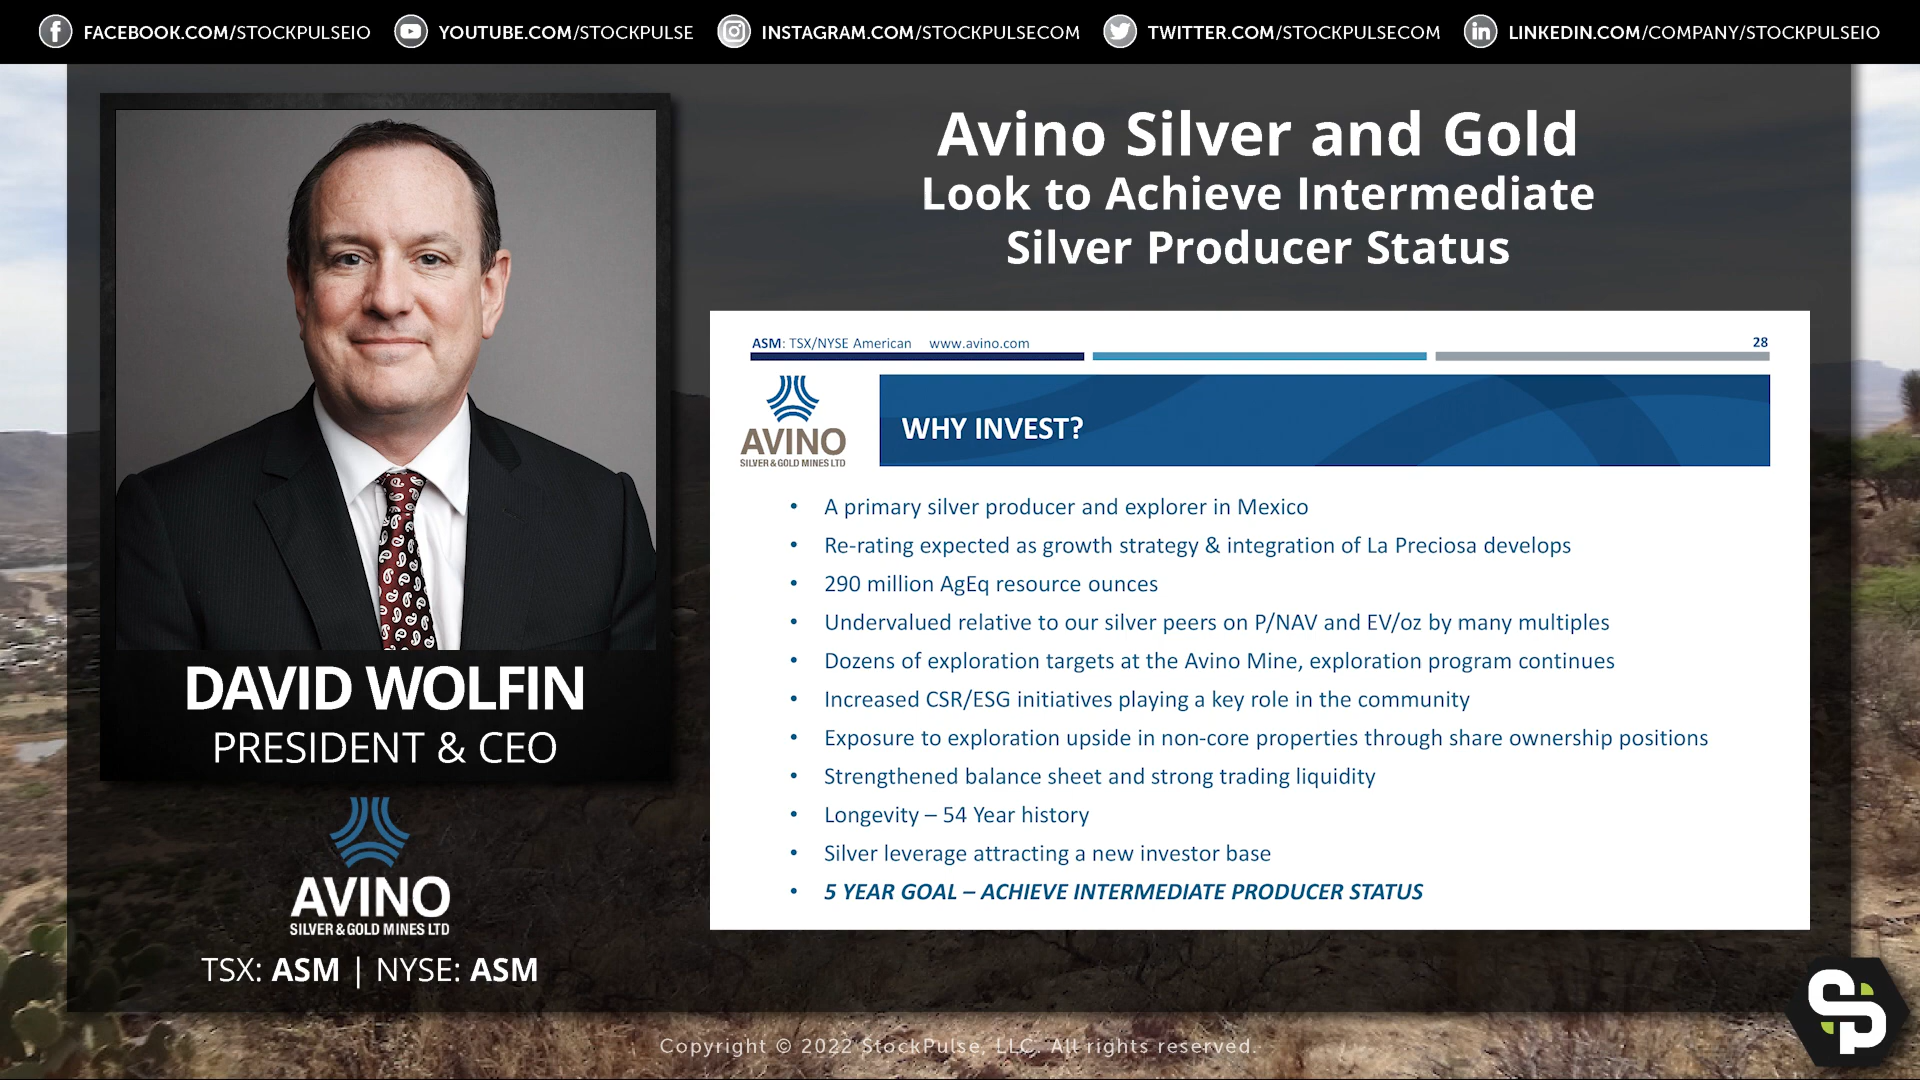 FACEBOOK.COM/STOCKPULSEIO YOUTUBE.COM/STOCKPULSE INSTAGRAM.COM/STOCKPULSECOM TWITTER.COM/STOCKPULSECOM LINKEDIN.COM/COMPANY/STOCKPULSEIO
Avino Silver and Gold
Look to Achieve Intermediate
Silver Producer Status
DAVID WOLFIN
PRESIDENT & CEO
AVINO
SILVER & GOLD MINES LTD
TSX: ASM | NYSE: ASM
ASM: TSX/NYSE American www.avino.com 28
AVINO
SILVER & GOLD MINES LTD
WHY INVEST?
• A primary silver producer and explorer in Mexico
• Re-rating expected as growth strategy & integration of La Preciosa develops
• 290 million AgEq resource ounces
• Undervalued relative to our silver peers on P/NAV and EV/oz by many multiples
• Dozens of exploration targets at the Avino Mine, exploration program continues
• Increased CSR/ESG initiatives playing a key role in the community
• Exposure to exploration upside in non-core properties through share ownership positions
• Strengthened balance sheet and strong trading liquidity
• Longevity – 54 Year history
• Silver leverage attracting a new investor base
• 5 YEAR GOAL – ACHIEVE INTERMEDIATE PRODUCER STATUS
SP
Copyright © 2022 StockPulse, LLC. All rights reserved.